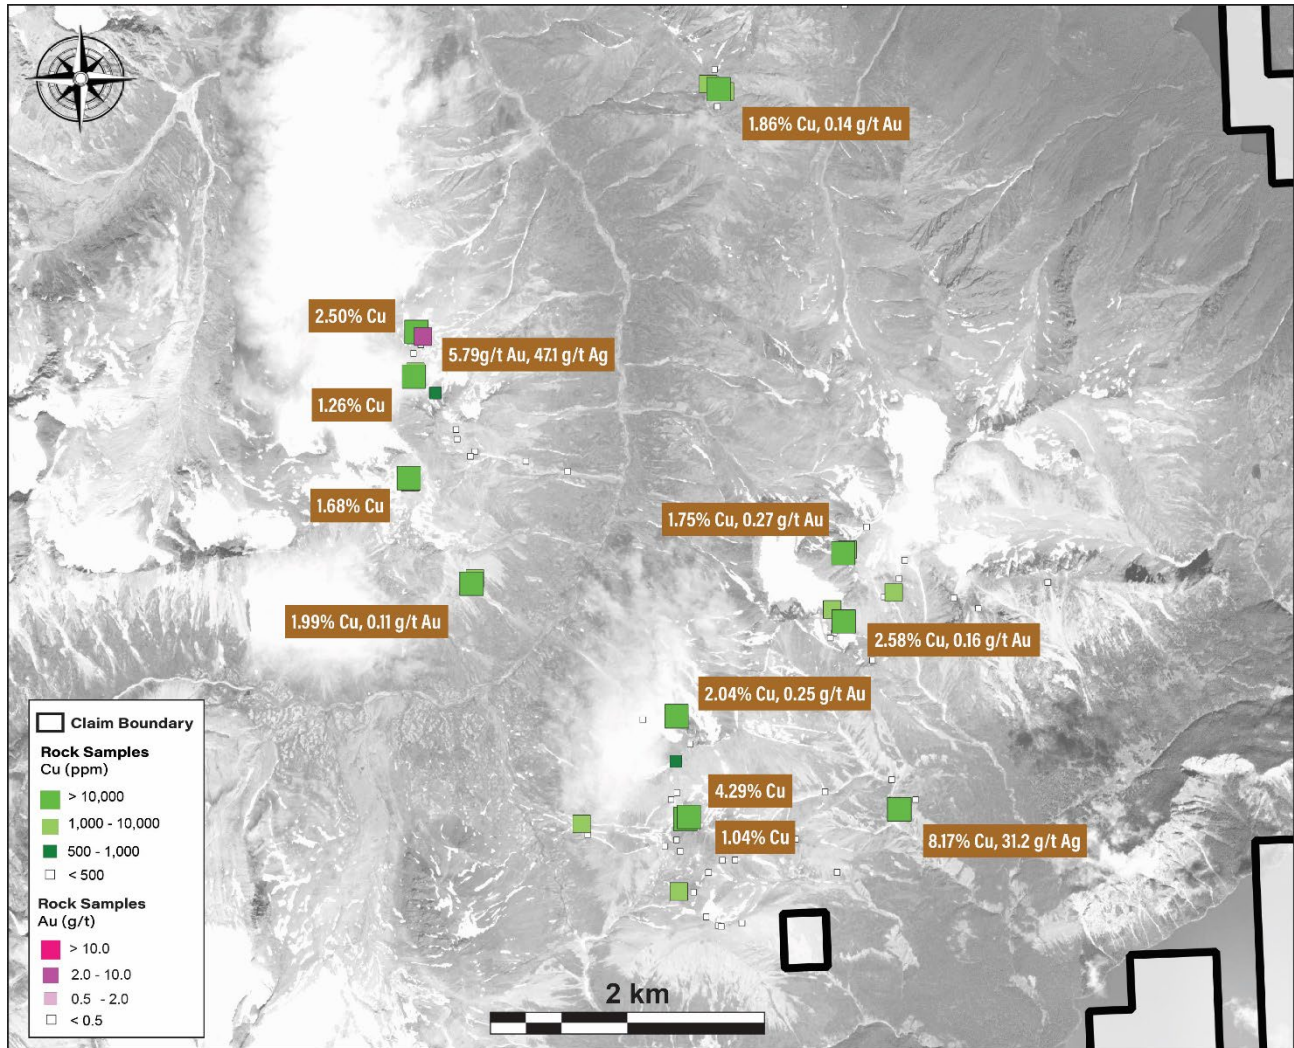 1.86% Cu, 0.14 g/t Au
2.50% Cu
5.79g/t Au, 47.1 g/t Ag
1.26% Cu
1.68% Cu
1.75% Cu, 0.27 g/t Au
1.99% Cu, 0.11 g/t Au
2.58% Cu, 0.16 g/t Au
2.04% Cu, 0.25 g/t Au
4.29% Cu
1.04% Cu
8.17% Cu, 31.2 g/t Ag
Claim Boundary
Rock Samples
Cu (ppm)
> 10,000
1,000 - 10,000
500 - 1,000
< 500
Rock Samples
Au (g/t)
> 10.0
2.0 - 10.0
0.5 - 2.0
< 0.5
2 km